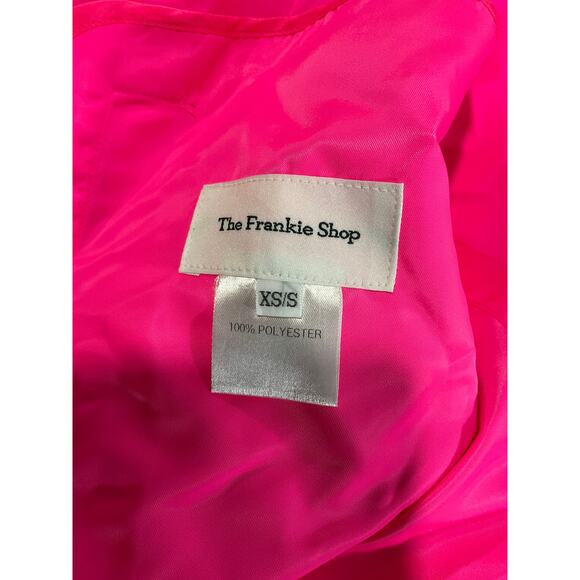 The Frankie Shop
XS/S
100% POLYESTER